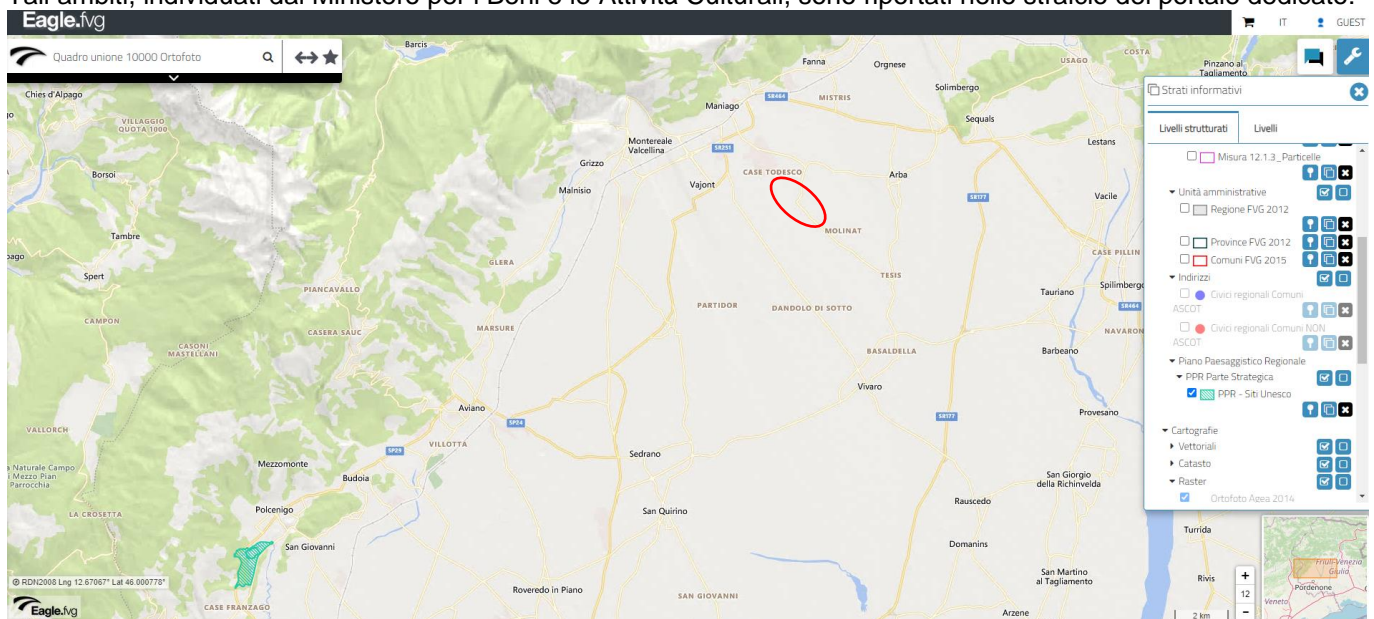 Tali ambiti, individuati dal Ministero per i Beni e le Attività Culturali, sono riportati nello stralcio del portale dedicato.
Eagle.fvg
IT
GUEST
Quadro unione 10000 Ortofoto
Barcis
Fanna
Orgnese
USAGO
COSTA
Pinzano al
Tagliamento
Chies d'Alpago
VILLAGGIO
QUOTA 1000
Maniago
SR464
MISTRIS
Solimbergo
Sequals
Lestans
Montereale
Valcellina
SR251
Grizzo
Borsoi
Malnisio
Vajont
CASE TODESCO
Arba
SR177
Vacile
Tambre
MOLINAT
CASE PILLIN
pago
Spert
GLERA
TESIS
PIANCAVALLO
Tauriano
Spilimbergo
SR464
CAMPON
CASERA SAUC
MARSURE
PARTIDOR
DANDOLO DI SOTTO
NAVARON
CASONI
MASTELLANI
BASALDELLA
Barbeano
Vivaro
Aviano
SP24
SR177
Provesano
VALLORCH
VILLOTTA
SP29
Sedrano
a Naturale Campo
i Mezzo Pian
Parrocchia
Mezzomonte
Budoia
San Giorgio
della Richinvelda
LA CROSETTA
Polcenigo
San Quirino
Rauscedo
Turrida
San Giovanni
Domanins
San Martino
al Tagliamento
Rivis
Roveredo in Piano
SAN GIOVANNI
CASE FRANZAGO
Arzene
@ RDN2008 Lng 12.67067° Lat 46.000778°
Eagle.fvg
Strati informativi
Livelli strutturati
Livelli
Misura 12.1.3_Particelle
Unità amministrative
Regione FVG 2012
Province FVG 2012
Comuni FVG 2015
Indirizzi
Civici regionali Comuni
ASCOT
Civici regionali Comuni NON
ASCOT
Piano Paesaggistico Regionale
PPR Parte Strategica
PPR - Siti Unesco
Cartografie
Vettoriali
Catasto
Raster
Ortofoto Agea 2014
+
12
-
2 km
Friuli-Venezia
Giulia
Pordenone
Veneto